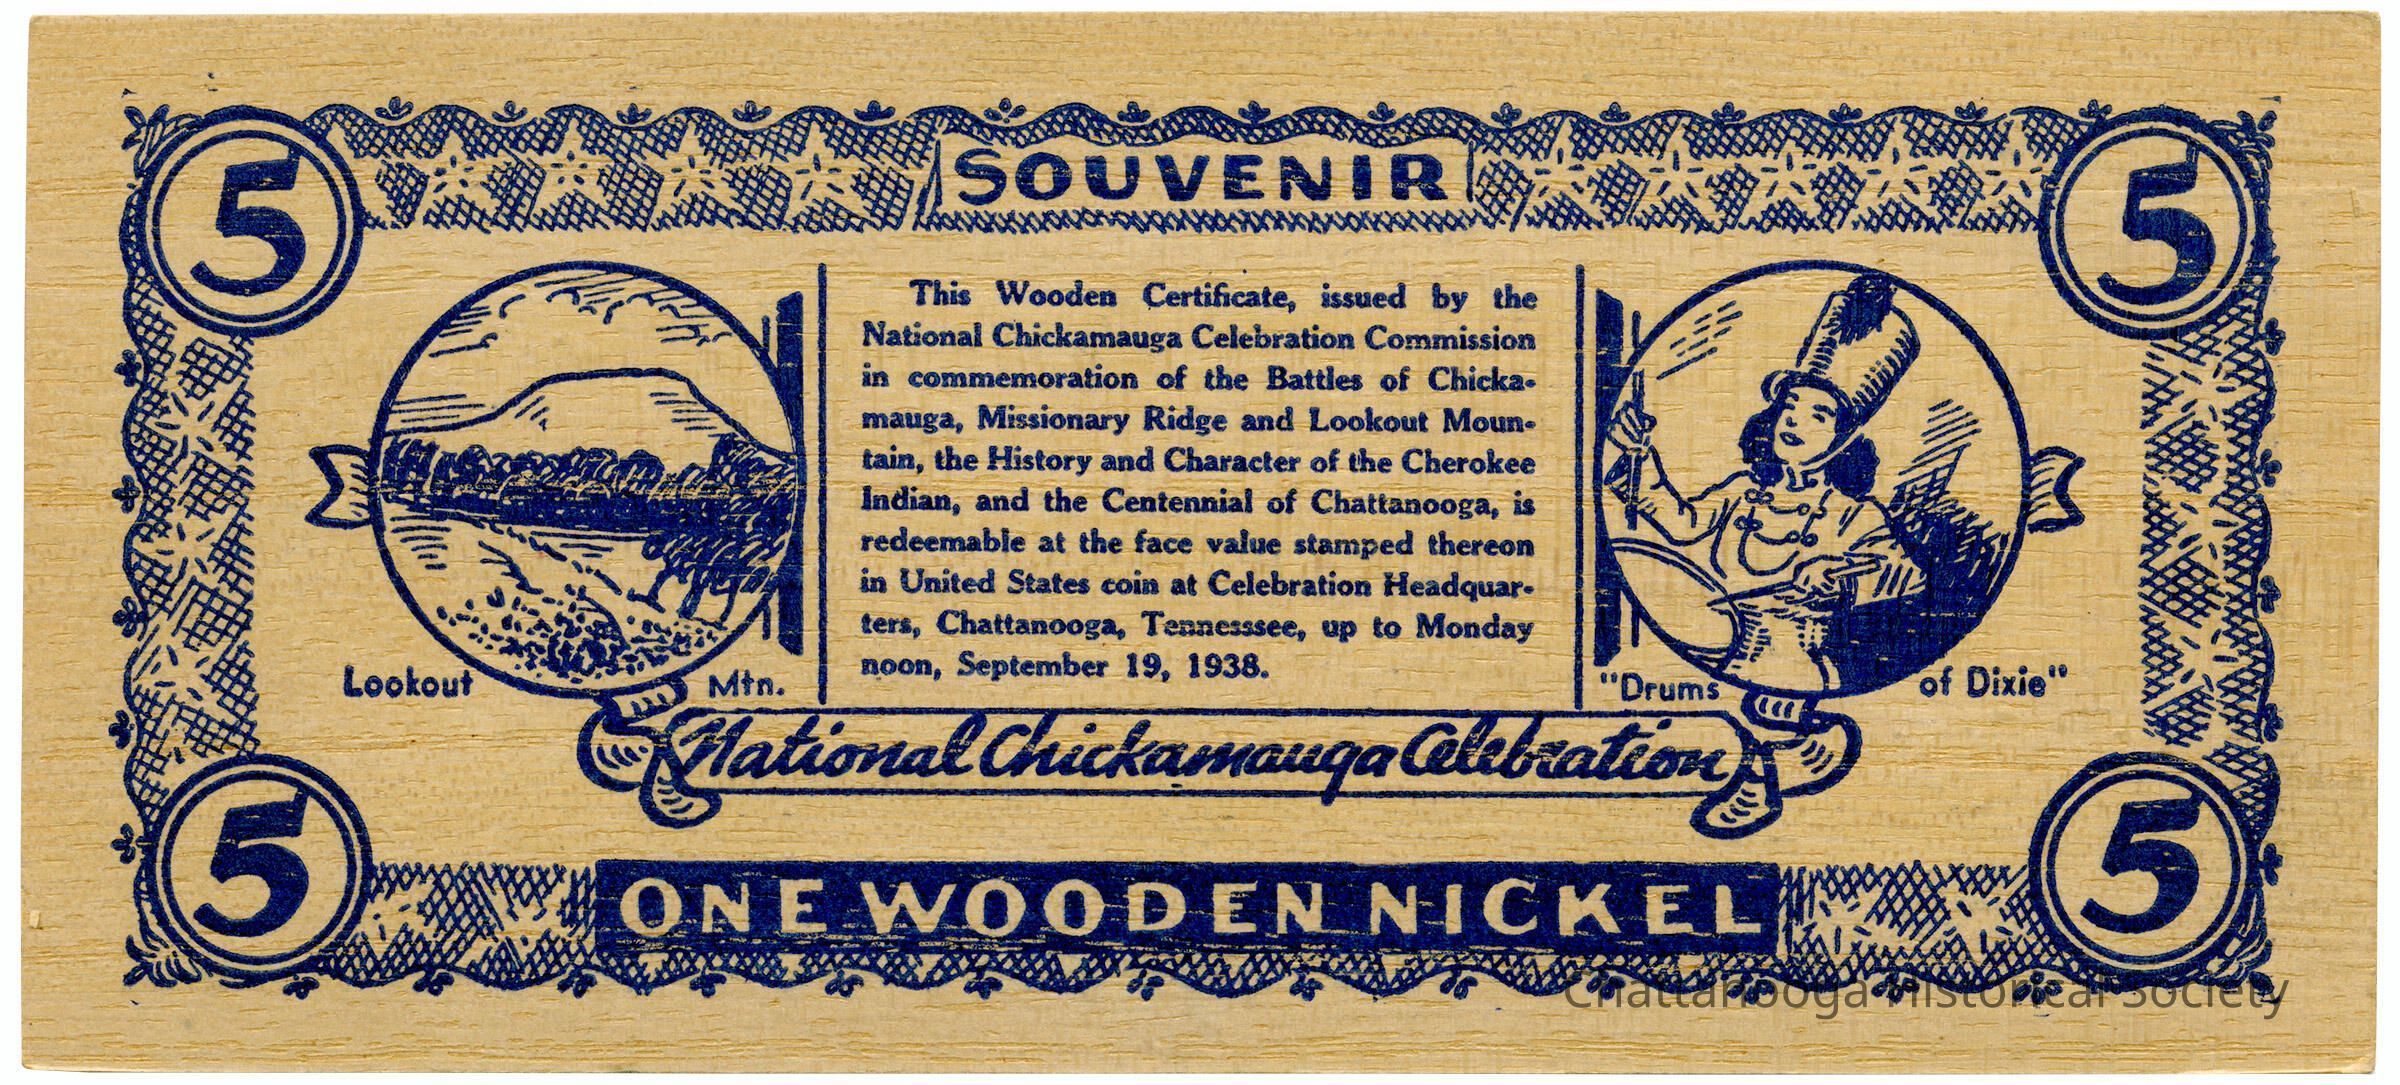 5 SOUVENIR 5
This Wooden Certificate, issued by the
National Chickamauga Celebration Commission
in commemoration of the Battles of Chicka-
mauga, Missionary Ridge and Lookout Moun-
tain, the History and Character of the Cherokee
Indian, and the Centennial of Chattanooga, is
redeemable at the face value stamped thereon
in United States coin at Celebration Headquar-
ters, Chattanooga, Tennesssee, up to Monday
noon, September 19, 1938.
Lookout Mtn.
"Drums of Dixie"
National Chickamauga Celebration
5 ONE WOODEN NICKEL 5
Chattanooga Historical Society